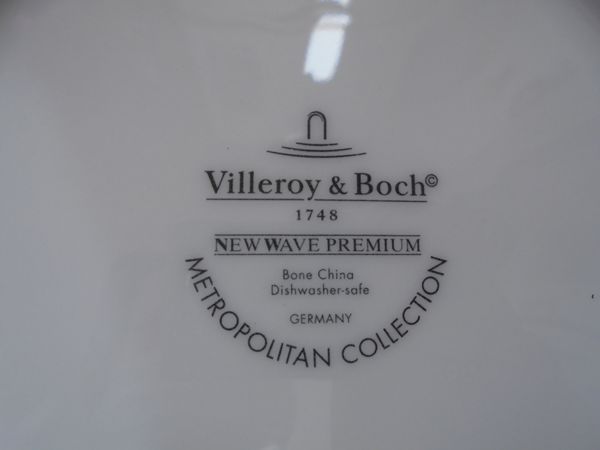 Villeroy & Boch©
1748
NEW WAVE PREMIUM
Bone China
Dishwasher-safe
GERMANY
METROPOLITAN COLLECTION